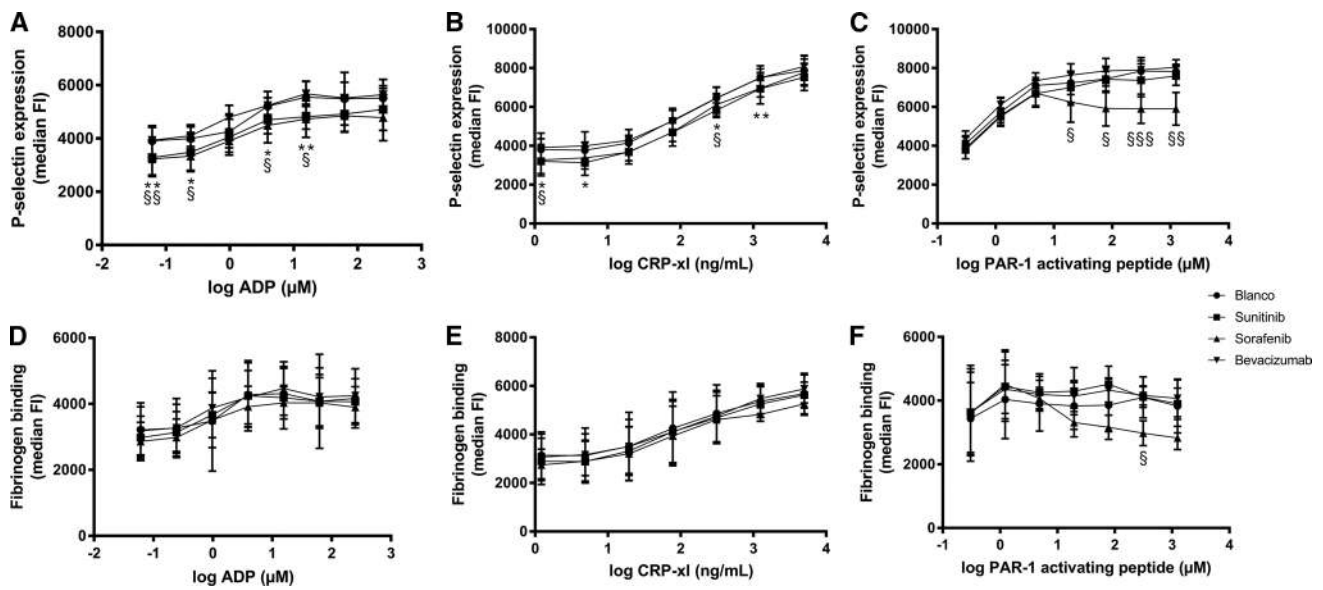 A
P-selectin expression
(median FI)
8000
6000
4000
2000
0
*
§§
*
§
*
§
**
§
-2 -1 0 1 2 3
log ADP (µM)
B
P-selectin expression
(median FI)
10000
8000
6000
4000
2000
0
*
§
*
*
§
**
0 1 2 3 4
log CRP-xl (ng/mL)
C
P-selectin expression
(median FI)
10000
8000
6000
4000
2000
0
§ § §§§ §§
-1 0 1 2 3 4
log PAR-1 activating peptide (µM)
Blanco
Sunitinib
Sorafenib
Bevacizumab
D
Fibrinogen binding
(median FI)
6000
4000
2000
0
-2 -1 0 1 2 3
log ADP (µM)
E
Fibrinogen binding
(median FI)
8000
6000
4000
2000
0
0 1 2 3 4
log CRP-xl (ng/mL)
F
Fibrinogen binding
(median FI)
6000
4000
2000
0
§
-1 0 1 2 3 4
log PAR-1 activating peptide (µM)